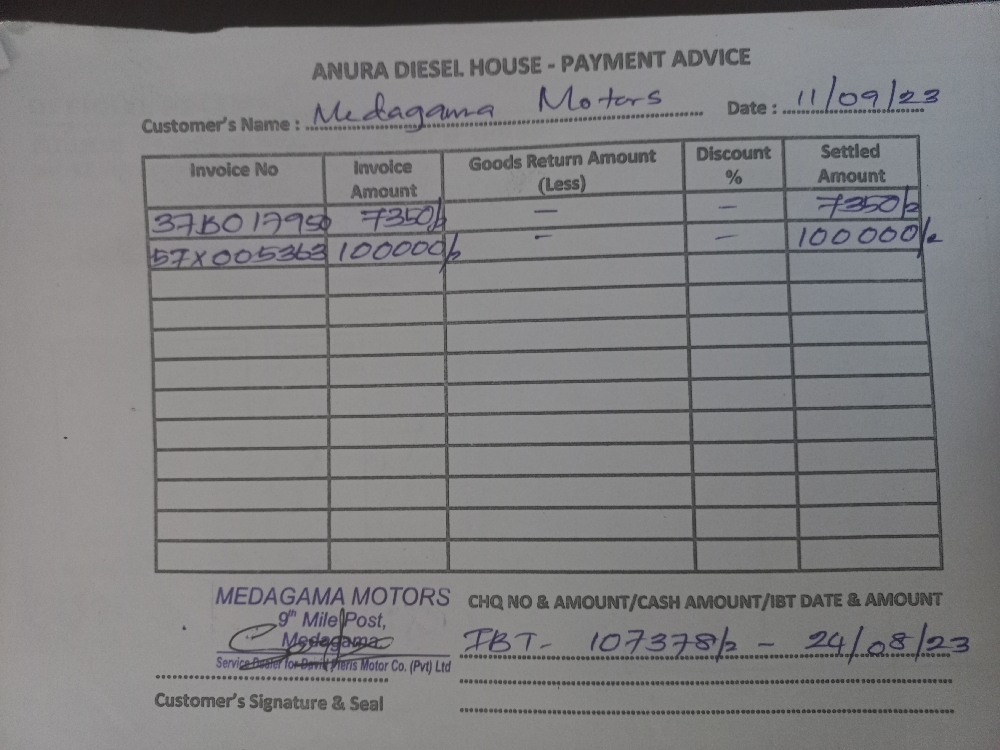 ANURA DIESEL HOUSE - PAYMENT ADVICE
Customer's Name : Medagama Motors Date : 11/09/23
Invoice No Invoice Amount Goods Return Amount (Less) Discount % Settled Amount
37B017950 7350/= — — 7350/=
57X005363 100000/= — — 100000/=
MEDAGAMA MOTORS
9th Mile Post,
Medagama
Service Dealer for David Pieris Motor Co. (Pvt) Ltd
CHQ NO & AMOUNT/CASH AMOUNT/IBT DATE & AMOUNT
IBT - 107378/= - 24/08/23
Customer's Signature & Seal